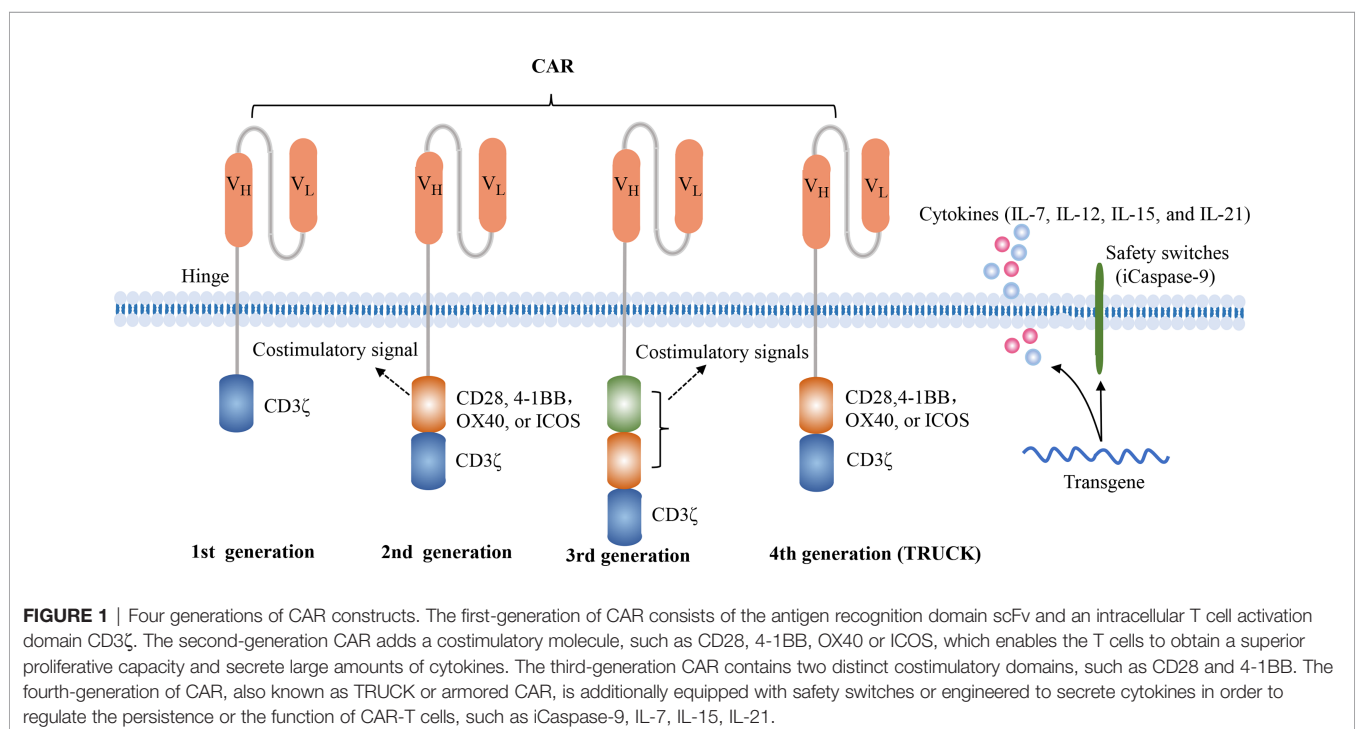 CAR
V_H
V_L
V_H
V_L
V_H
V_L
V_H
V_L
Cytokines (IL-7, IL-12, IL-15, and IL-21)
Safety switches
(iCaspase-9)
Hinge
Costimulatory signal
Costimulatory signals
CD3ζ
CD28, 4-1BB，
OX40, or ICOS
CD3ζ
CD3ζ
CD28,4-1BB，
OX40, or ICOS
CD3ζ
Transgene
1st generation
2nd generation
3rd generation
4th generation (TRUCK)
FIGURE 1 | Four generations of CAR constructs. The first-generation of CAR consists of the antigen recognition domain scFv and an intracellular T cell activation
domain CD3ζ. The second-generation CAR adds a costimulatory molecule, such as CD28, 4-1BB, OX40 or ICOS, which enables the T cells to obtain a superior
proliferative capacity and secrete large amounts of cytokines. The third-generation CAR contains two distinct costimulatory domains, such as CD28 and 4-1BB. The
fourth-generation of CAR, also known as TRUCK or armored CAR, is additionally equipped with safety switches or engineered to secrete cytokines in order to
regulate the persistence or the function of CAR-T cells, such as iCaspase-9, IL-7, IL-15, IL-21.